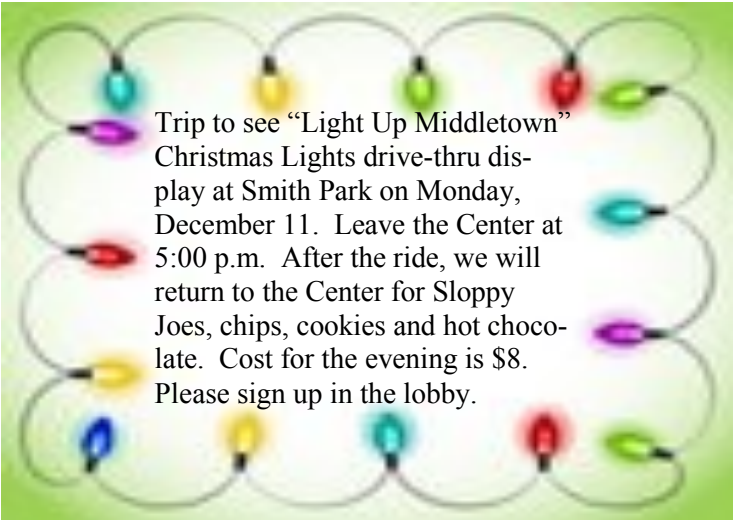 Trip to see “Light Up Middletown”
Christmas Lights drive-thru dis-
play at Smith Park on Monday,
December 11.  Leave the Center at
5:00 p.m.  After the ride, we will
return to the Center for Sloppy
Joes, chips, cookies and hot choco-
late.  Cost for the evening is $8.
Please sign up in the lobby.